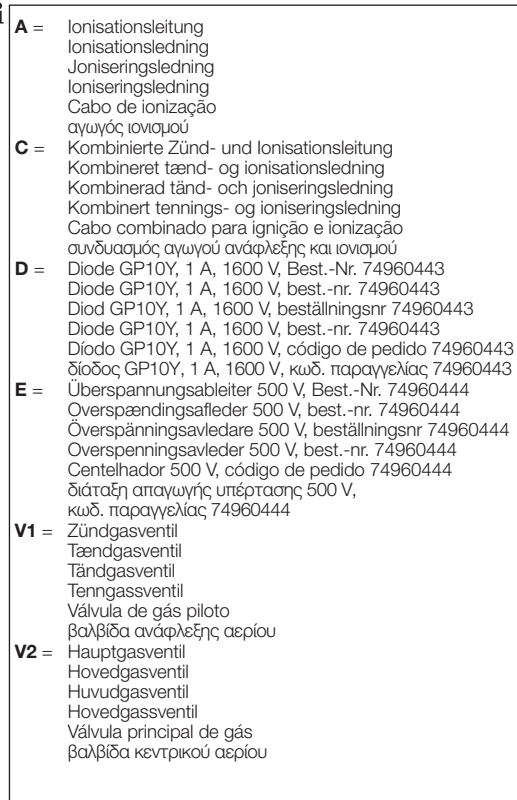 A = Ionisationsleitung
Ionisationsledning
Joniseringsledning
Ioniseringsledning
Cabo de ionização
αγωγός ιονισμού
C = Kombinierte Zünd- und Ionisationsleitung
Kombineret tænd- og ionisationsledning
Kombinerad tänd- och joniseringsledning
Kombinert tennings- og ioniseringsledning
Cabo combinado para ignição e ionização
συνδυασμός αγωγού ανάφλεξης και ιονισμού
D = Diode GP10Y, 1 A, 1600 V, Best.-Nr. 74960443
Diode GP10Y, 1 A, 1600 V, best.-nr. 74960443
Diod GP10Y, 1 A, 1600 V, beställningsnr 74960443
Diode GP10Y, 1 A, 1600 V, best.-nr. 74960443
Díodo GP10Y, 1 A, 1600 V, código de pedido 74960443
δίοδος GP10Y, 1 A, 1600 V, κωδ. παραγγελίας 74960443
E = Überspannungsableiter 500 V, Best.-Nr. 74960444
Overspændingsafleder 500 V, best.-nr. 74960444
Överspänningsavledare 500 V, beställningsnr 74960444
Overspenningsavleder 500 V, best.-nr. 74960444
Centelhador 500 V, código de pedido 74960444
διάταξη απαγωγής υπέρτασης 500 V,
κωδ. παραγγελίας 74960444
V1 = Zündgasventil
Tændgasventil
Tändgasventil
Tenngassventil
Válvula de gás piloto
βαλβίδα ανάφλεξης αερίου
V2 = Hauptgasventil
Hovedgasventil
Huvudgasventil
Hovedgassventil
Válvula principal de gás
βαλβίδα κεντρικού αερίου